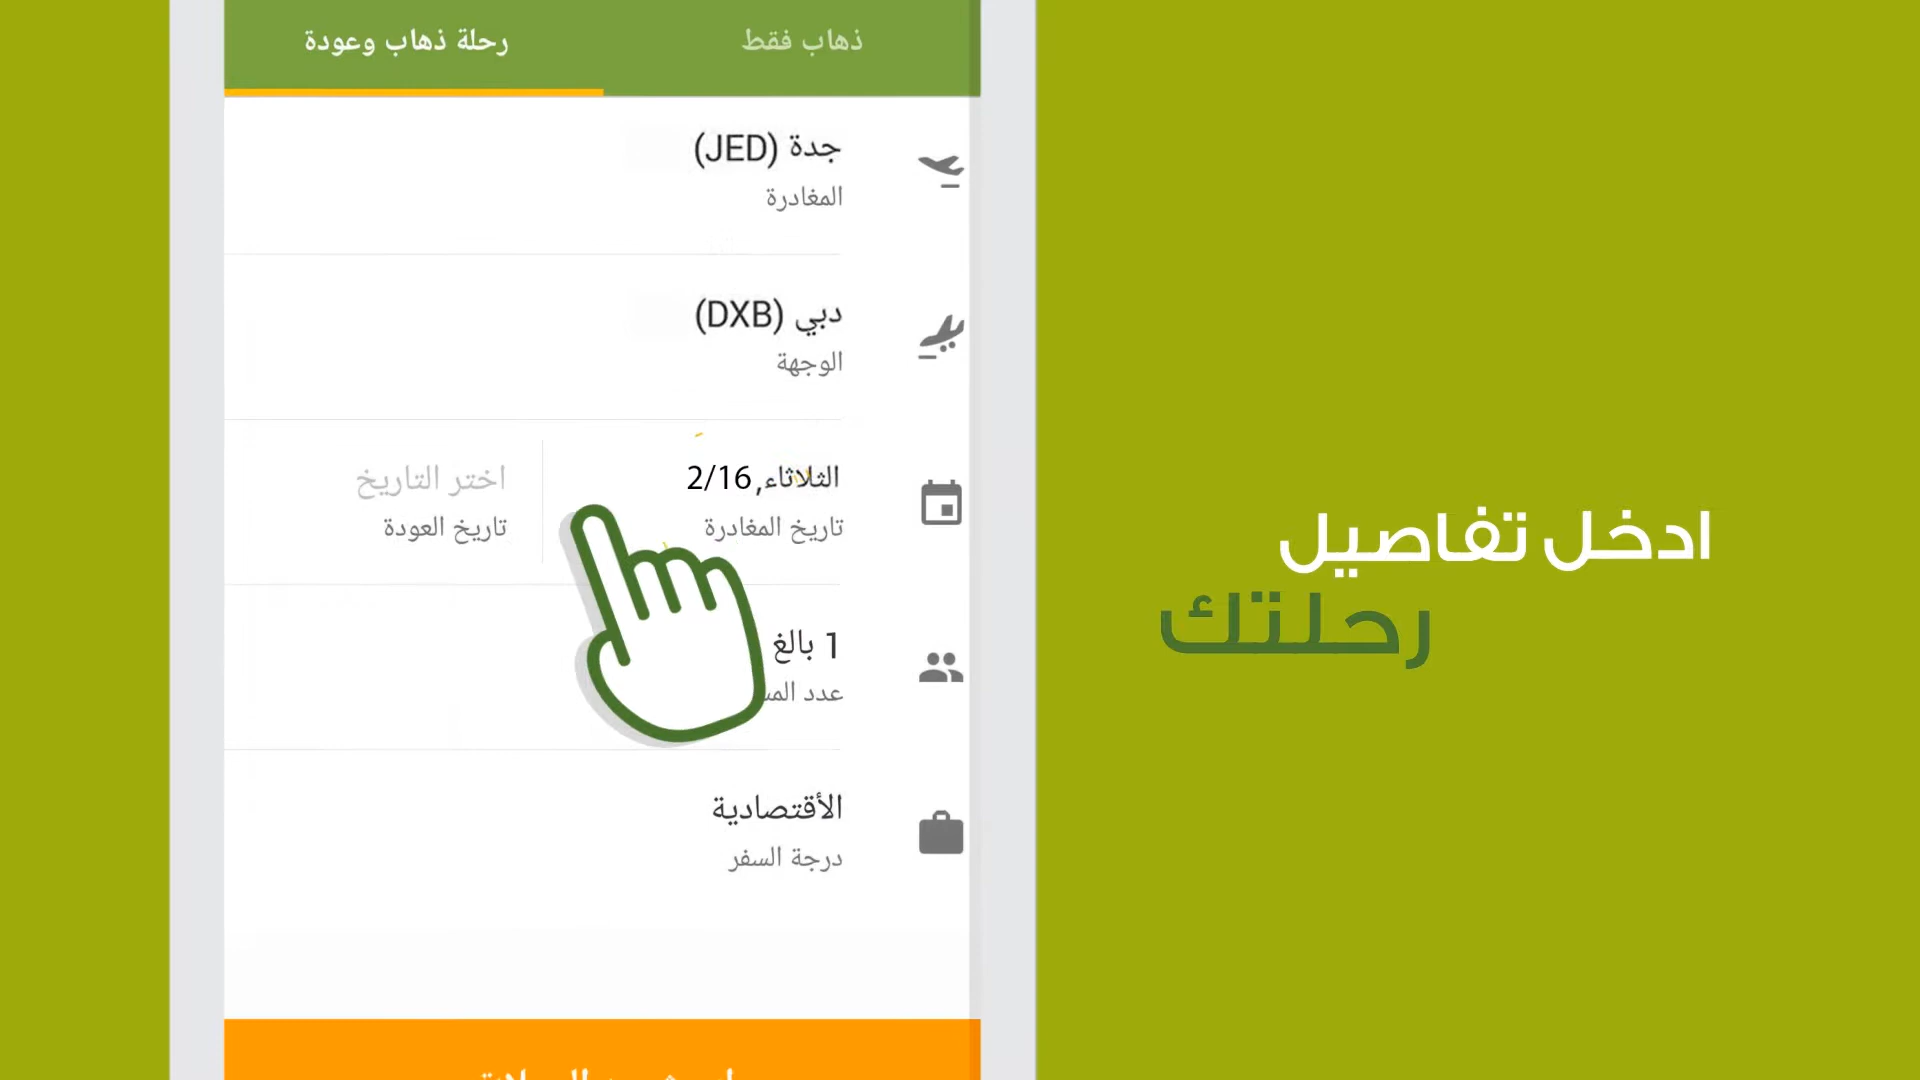 ذهاب فقط
رحلة ذهاب وعودة
جدة (JED)
المغادرة
دبي (DXB)
الوجهة
الثلاثاء, 2/16
تاريخ المغادرة
اختر التاريخ
تاريخ العودة
1 بالغ
عدد
الأقتصادية
درجة السفر
ادخل تفاصيل
رحلتك